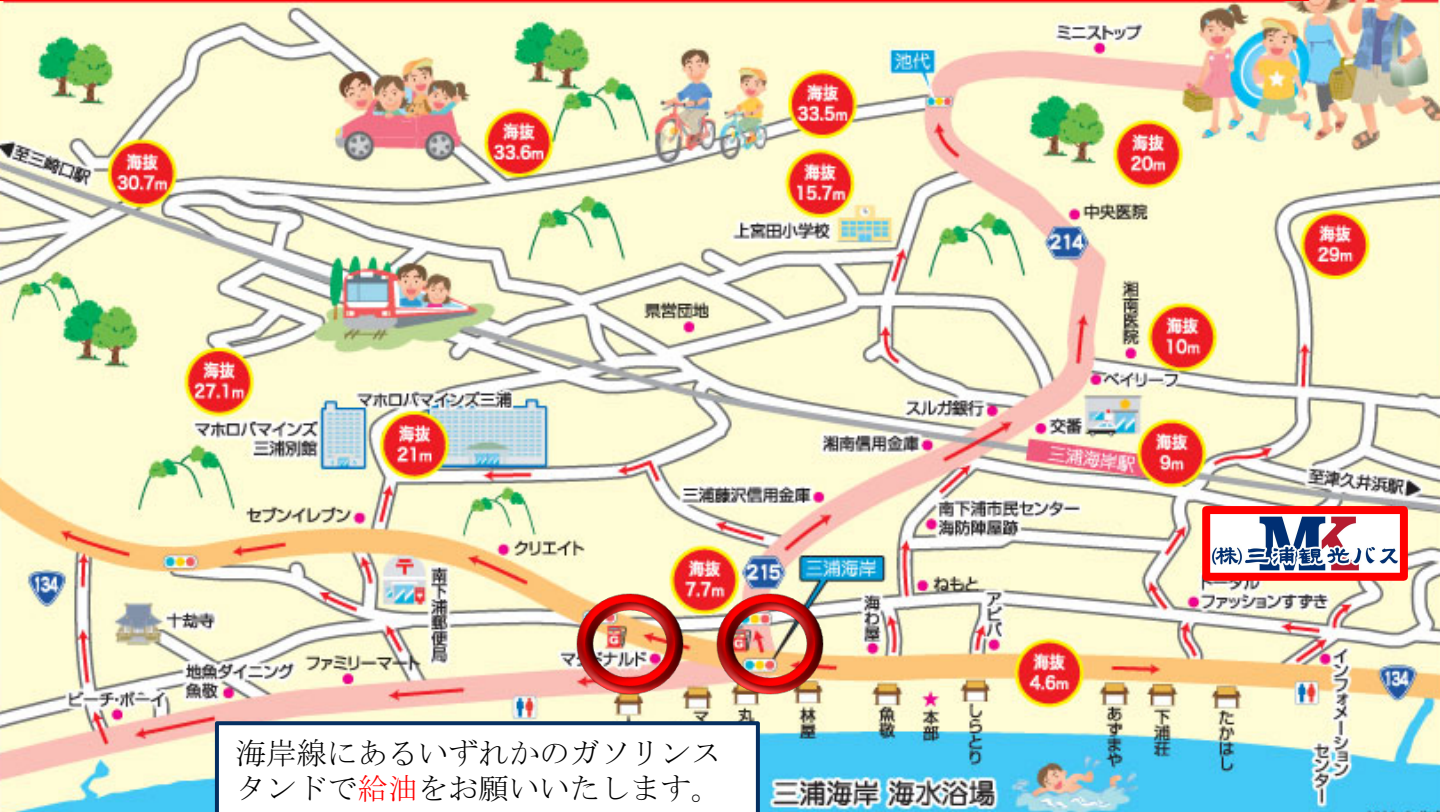 ミニストップ
池代
海抜
33.5m
海抜
33.6m
海抜
20m
至三崎口駅
海抜
30.7m
海抜
15.7m
中央医院
上宮田小学校
214
海抜
29m
湘南医院
県営団地
海抜
10m
海抜
27.1m
ベイリーフ
マホロバマインズ三浦
スルガ銀行
マホロバマインズ
三浦別館
海抜
21m
交番
湘南信用金庫
三浦海岸駅
海抜
9m
至津久井浜駅
三浦藤沢信用金庫
南下浦市民センター
海防陣屋跡
セブンイレブン
クリエイト
MK
(株)三浦観光バス
134
海抜
7.7m
215
三浦海岸
南下浦郵便局
ねもと
トータル
ファッションすずき
海わ屋
アビバ
十劫寺
マクドナルド
地魚ダイニング
魚敬
ファミリーマート
ビーチ・ボーイ
海抜
4.6m
134
インフォメーション
センター
マ
丸
林屋
魚敬
本部
しらとり
あずまや
下浦荘
たかはし
海岸線にあるいずれかのガソリンス
タンドで給油をお願いいたします。
三浦海岸 海水浴場